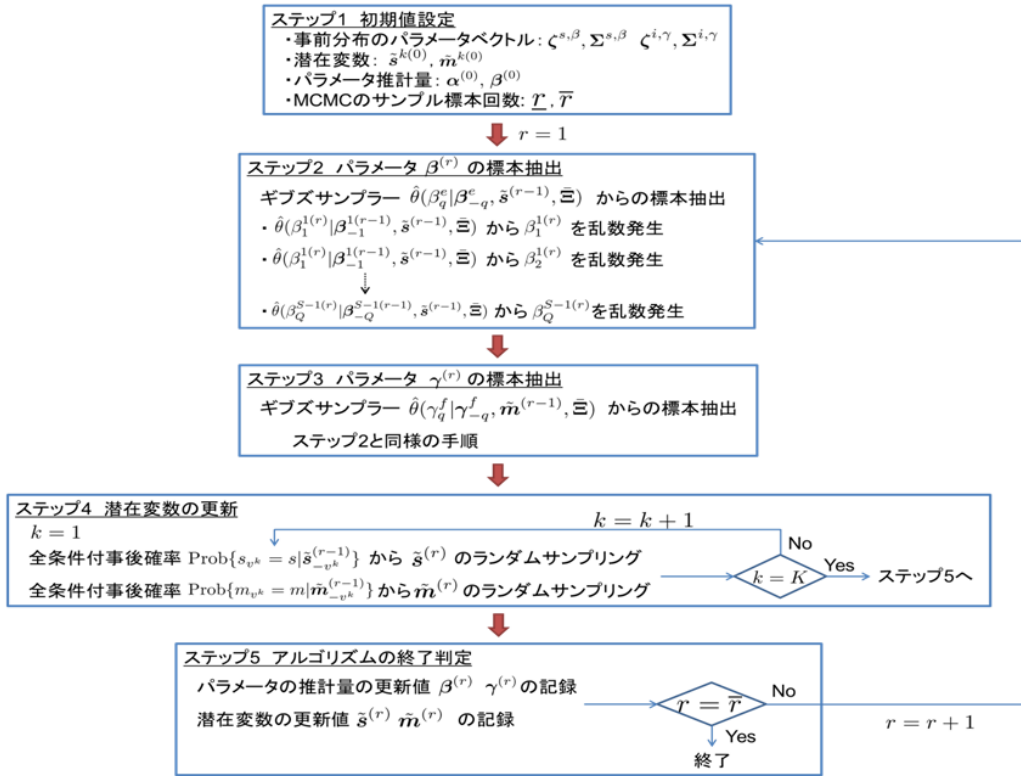 ステップ1 初期値設定
・事前分布のパラメータベクトル: ζ^{s,β}, Σ^{s,β} ζ^{i,γ}, Σ^{i,γ}
・潜在変数: s̃^{k(0)}, m̃^{k(0)}
・パラメータ推計量: α^{(0)}, β^{(0)}
・MCMCのサンプル標本回数: r̲, r̅
r = 1
ステップ2 パラメータ β^{(r)} の標本抽出
ギブズサンプラー θ̂(β_q^e|β_{-q}^e, s̃^{(r-1)}, Ξ̄) からの標本抽出
・θ̂(β_1^{1(r)}|β_{-1}^{1(r-1)}, s̃^{(r-1)}, Ξ̄) から β_1^{1(r)} を乱数発生
・θ̂(β_1^{1(r)}|β_{-1}^{1(r-1)}, s̃^{(r-1)}, Ξ̄) から β_2^{1(r)} を乱数発生
・θ̂(β_Q^{S-1(r)}|β_{-Q}^{S-1(r-1)}, s̃^{(r-1)}, Ξ̄) から β_Q^{S-1(r)}を乱数発生
ステップ3 パラメータ γ^{(r)} の標本抽出
ギブズサンプラー θ̂(γ_q^f|γ_{-q}^f, m̃^{(r-1)}, Ξ̄) からの標本抽出
ステップ2と同様の手順
ステップ4 潜在変数の更新
k = 1
k = k + 1
全条件付事後確率 Prob{s_{v^k} = s|s̃_{-v^k}^{(r-1)}} から s̃^{(r)} のランダムサンプリング
全条件付事後確率 Prob{m_{v^k} = m|m̃_{-v^k}^{(r-1)}}から m̃^{(r)}のランダムサンプリング
No
k = K
Yes
ステップ5へ
ステップ5 アルゴリズムの終了判定
パラメータの推計量の更新値 β^{(r)} γ^{(r)} の記録
潜在変数の更新値 s̃^{(r)} m̃^{(r)} の記録
r = r̅
No
r = r + 1
Yes
終了